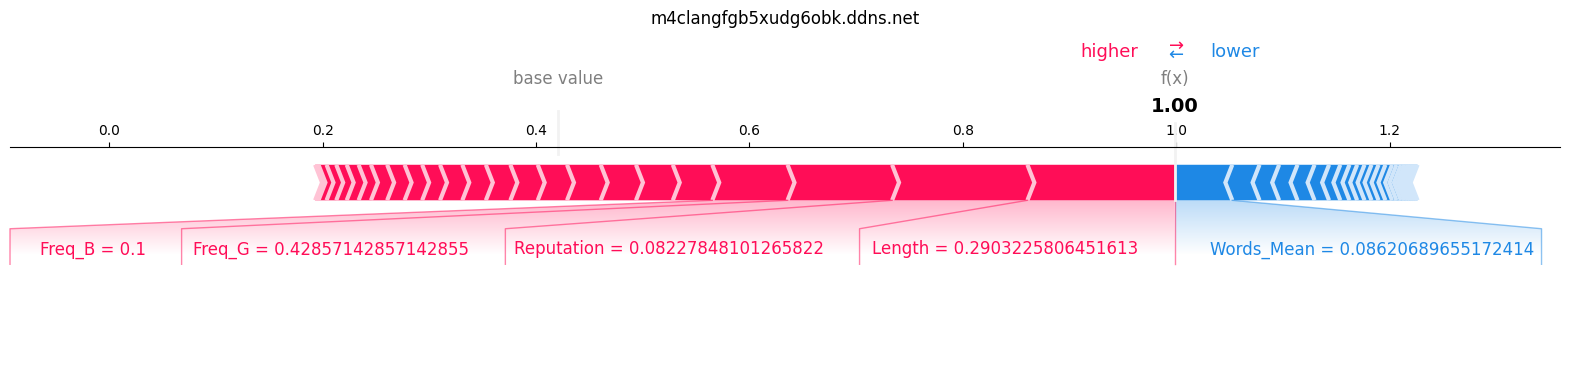 m4clangfgb5xudg6obk.ddns.net
higher ⇄ lower
base value f(x)
1.00
0.0 0.2 0.4 0.6 0.8 1.0 1.2
Freq_B = 0.1 Freq_G = 0.42857142857142855 Reputation = 0.08227848101265822 Length = 0.2903225806451613 Words_Mean = 0.08620689655172414